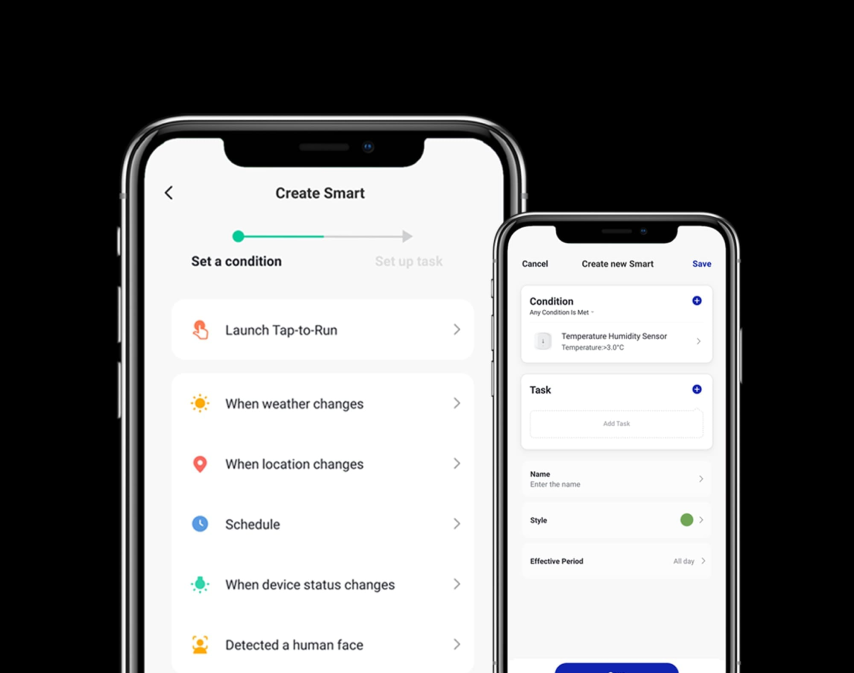 Create Smart
Set a condition
Set up task
Launch Tap-to-Run
When weather changes
When location changes
Schedule
When device status changes
Detected a human face
Cancel
Create new Smart
Save
Condition
Any Condition Is Met
Temperature Humidity Sensor
Temperature:>3.0°C
Task
Add Task
Name
Enter the name
Style
Effective Period
All day